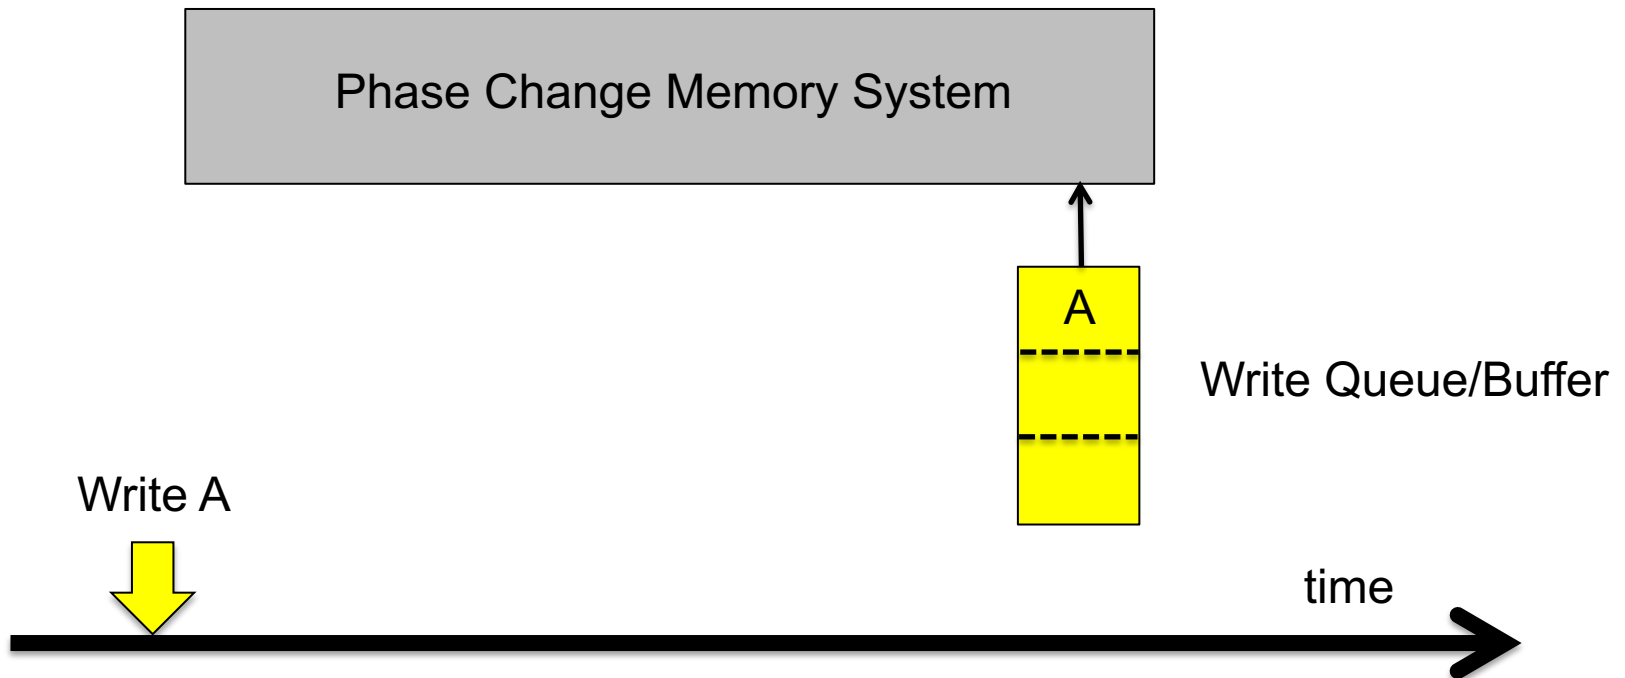 Phase Change Memory System
A
Write Queue/Buffer
Write A
time